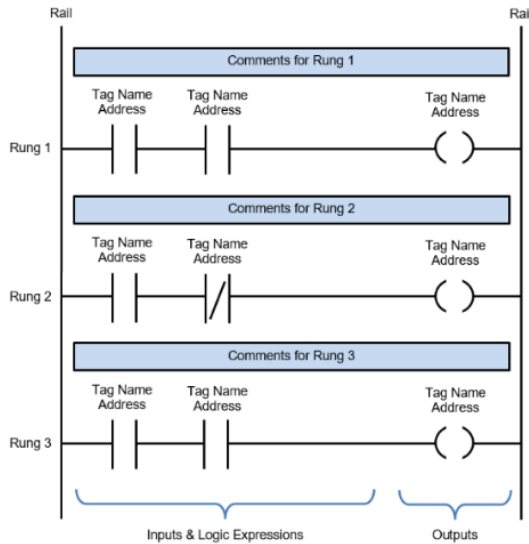 Rail Rai
Comments for Rung 1
Tag Name Tag Name Tag Name
Address Address Address
Rung 1
Comments for Rung 2
Tag Name Tag Name Tag Name
Address Address Address
Rung 2
Comments for Rung 3
Tag Name Tag Name Tag Name
Address Address Address
Rung 3
Inputs & Logic Expressions Outputs